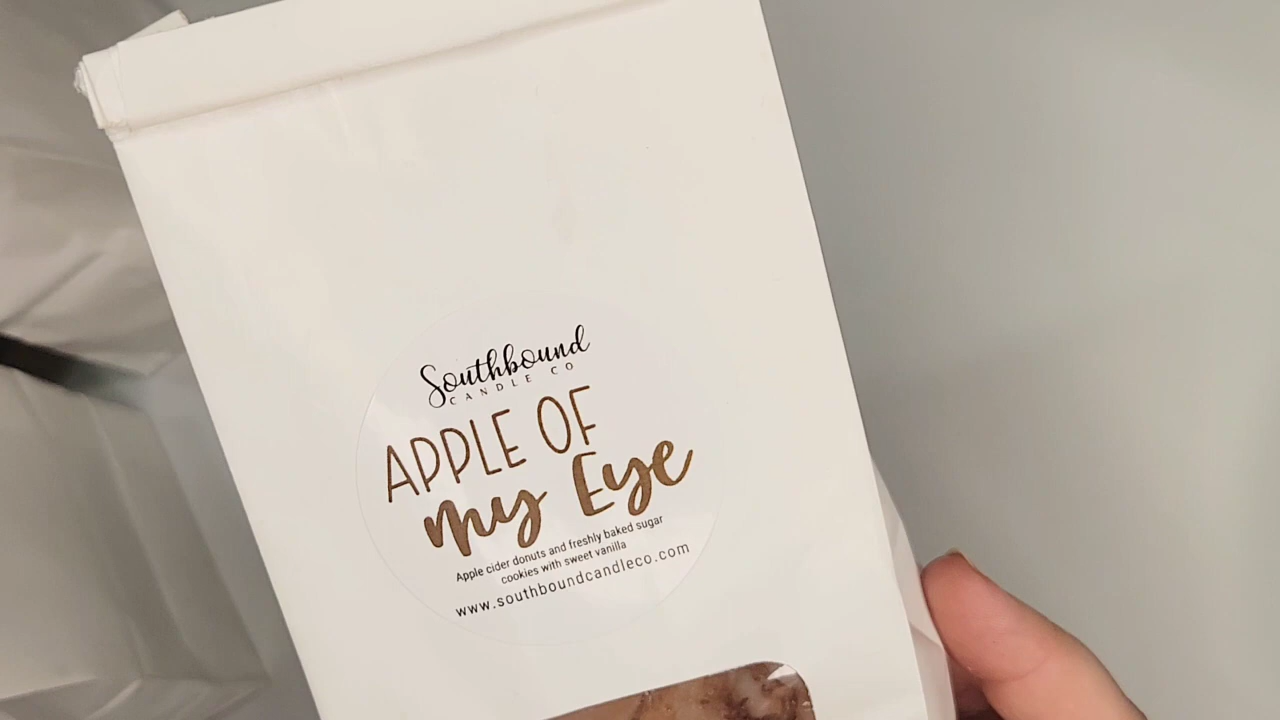 Southbound
CANDLE CO
APPLE OF
my Eye
Apple cider donuts and freshly baked sugar
cookies with sweet vanilla
www.southboundcandleco.com